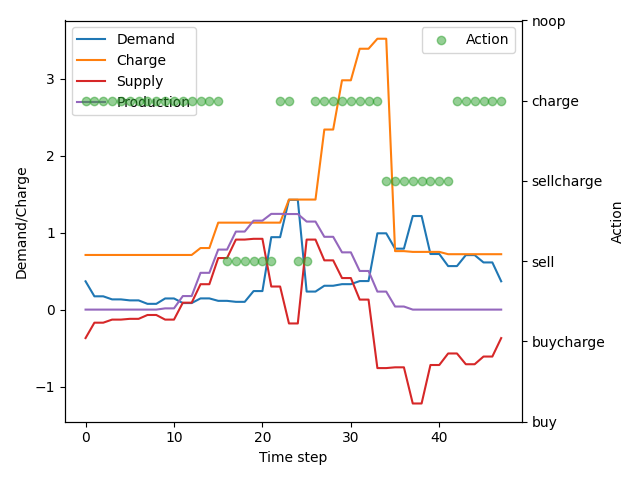 Demand
Charge
Supply
Production
Action
noop
charge
sellcharge
sell
buycharge
buy
3
2
1
0
−1
0
10
20
30
40
Time step
Demand/Charge
Action